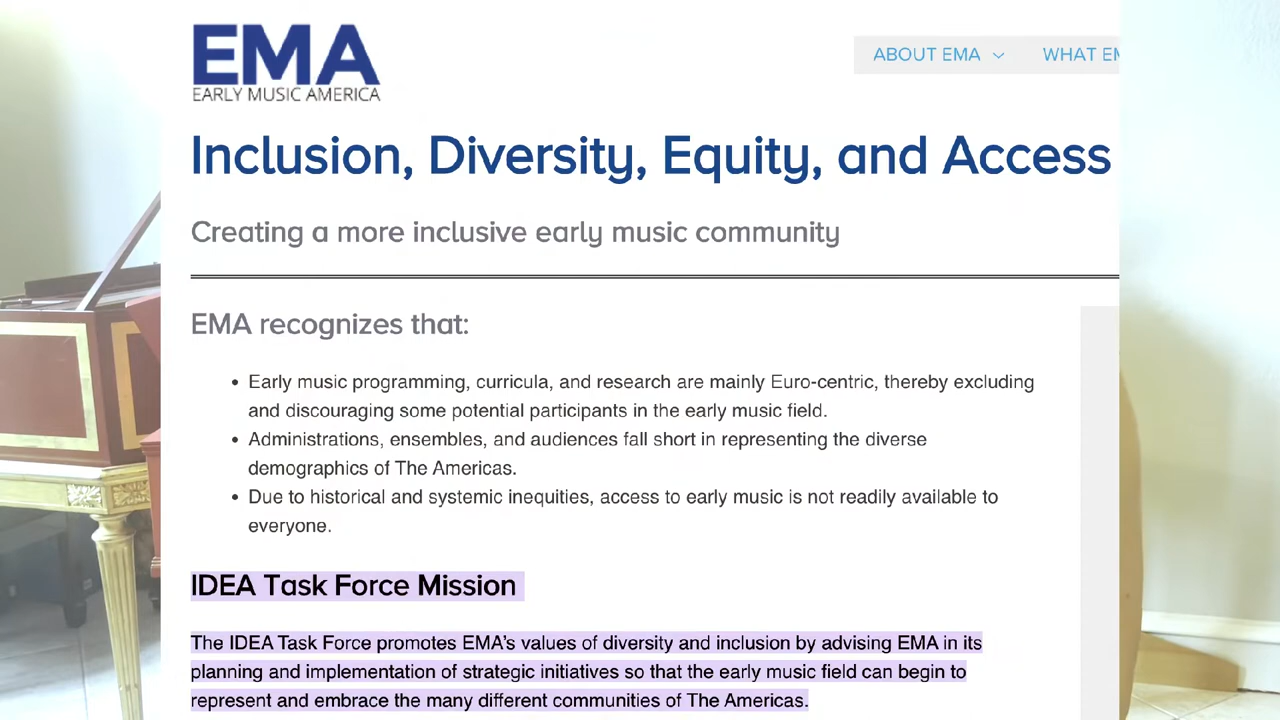 EMA
EARLY MUSIC AMERICA
ABOUT EMA
WHAT
Inclusion, Diversity, Equity, and Access
Creating a more inclusive early music community
EMA recognizes that:
• Early music programming, curricula, and research are mainly Euro-centric, thereby excluding
and discouraging some potential participants in the early music field.
• Administrations, ensembles, and audiences fall short in representing the diverse
demographics of The Americas.
• Due to historical and systemic inequities, access to early music is not readily available to
everyone.
IDEA Task Force Mission
The IDEA Task Force promotes EMA's values of diversity and inclusion by advising EMA in its
planning and implementation of strategic initiatives so that the early music field can begin to
represent and embrace the many different communities of The Americas.